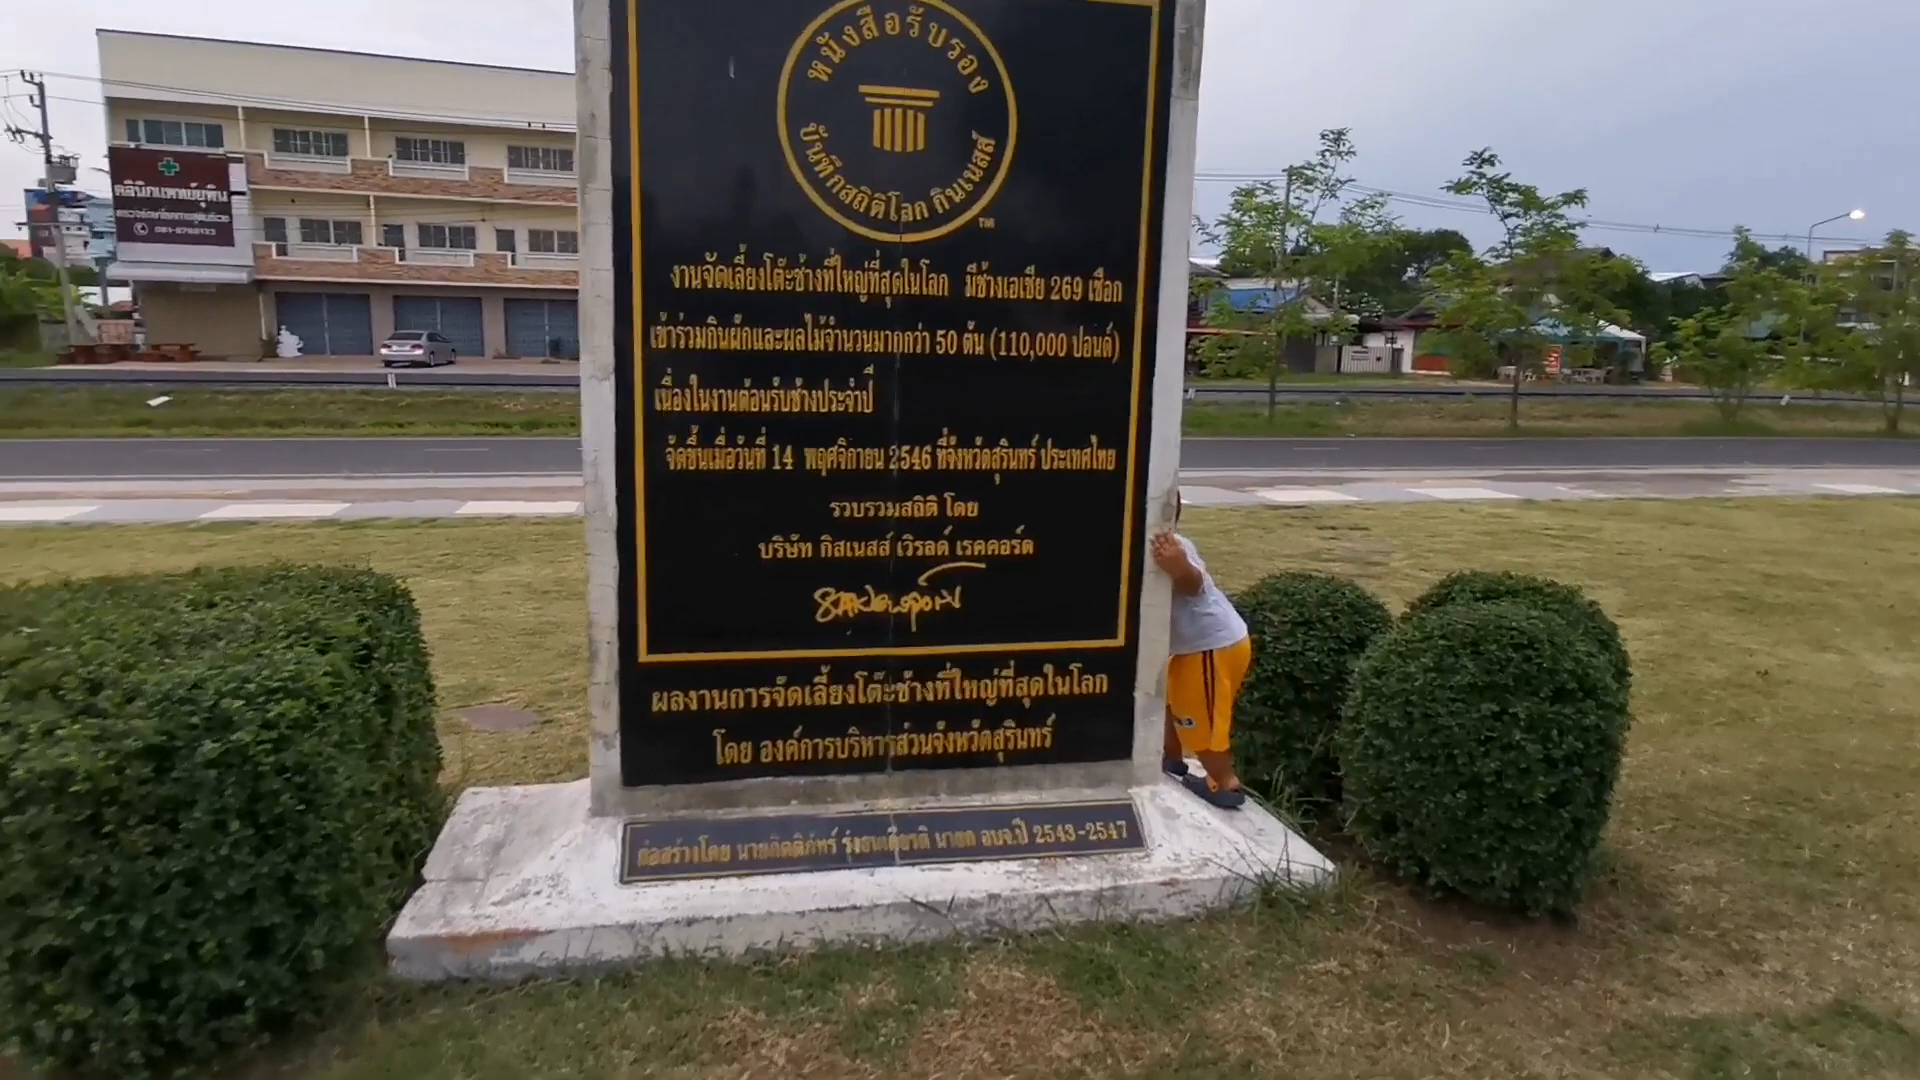 หนังสือรับรอง
บันทึกสถิติโลก กินเนสส์
TM
งานจัดเลี้ยงโต๊ะช้างที่ใหญ่ที่สุดในโลก มีช้างเอเชีย 269 เชือก
เข้าร่วมกินผักและผลไม้จำนวนมากกว่า 50 ตัน (110,000 ปอนด์)
เนื่องในงานต้อนรับช้างประจำปี
จัดขึ้นเมื่อวันที่ 14 พฤศจิกายน 2546 ที่จังหวัดสุรินทร์ ประเทศไทย
รวบรวมสถิติ โดย
บริษัท กิสเนสส์ เวิรลด์ เรคคอร์ด
ผลงานการจัดเลี้ยงโต๊ะช้างที่ใหญ่ที่สุดในโลก
โดย องค์การบริหารส่วนจังหวัดสุรินทร์
ก่อสร้างโดย นายกิตติภัทร์ รุ่งธนเกียรติ นายก อบจ.ปี 2543-2547
คลินิกแพทย์ยุพิน